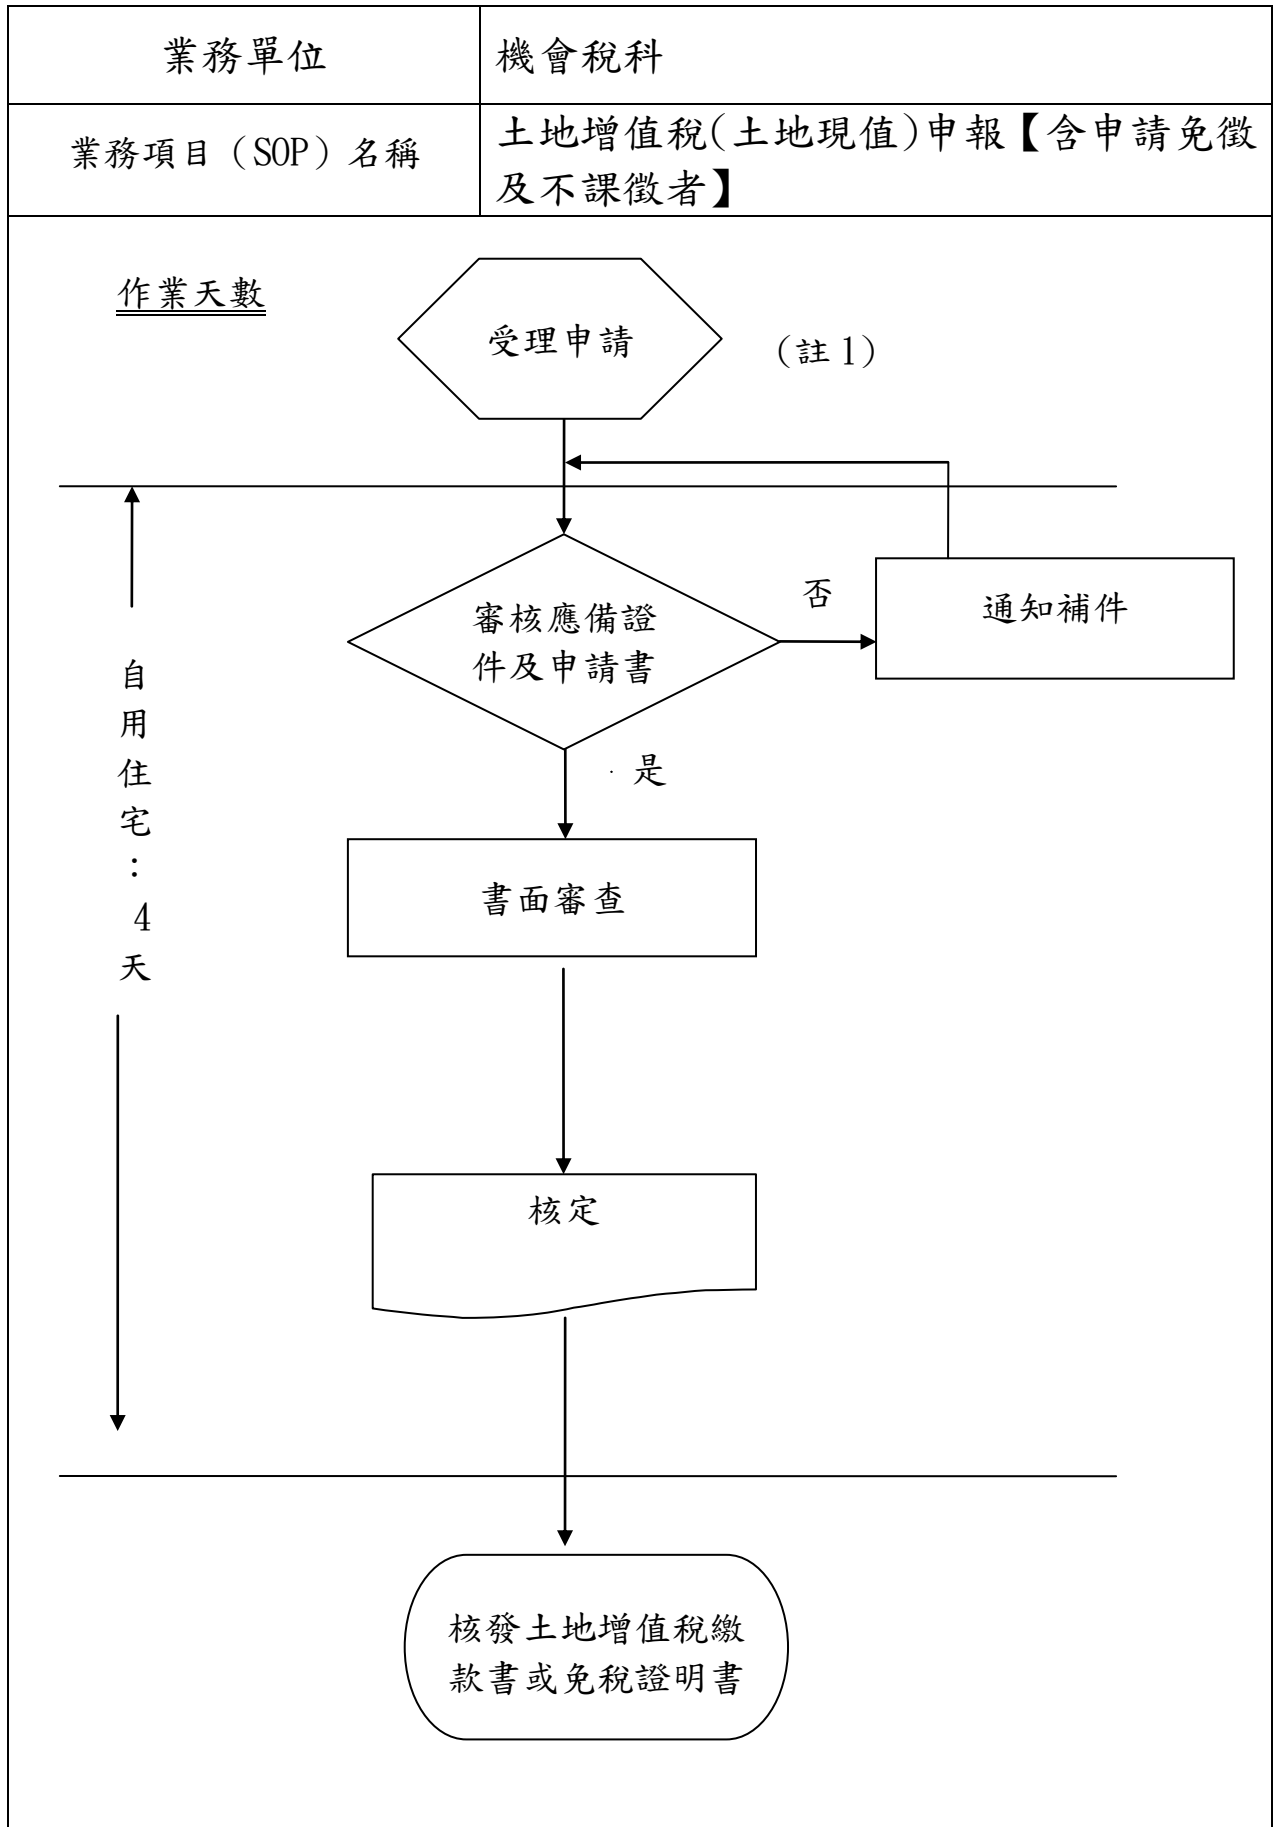 業務單位
機會稅科
業務項目（SOP）名稱
土地增值稅(土地現值)申報【含申請免徵
及不課徵者】
作業天數
受理申請
（註1）
審核應備證
件及申請書
否
通知補件
是
自
用
住
宅
：
4
天
書面審查
核定
核發土地增值稅繳
款書或免稅證明書